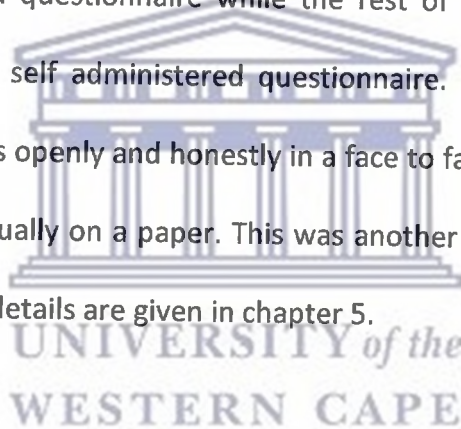 questionnaire while the rest of
self administered questionnaire.
s openly and honestly in a face to fa
ually on a paper. This was another
details are given in chapter 5.
UNIVERSITY of the
WESTERN CAPE